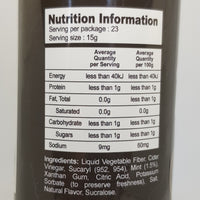 Nutrition Information
Serving per package : 23
Serving size : 15g
Average Quantity per Serving
Average Quantity per 100g
Energy less than 40kJ less than 40kJ
Protein less than 1g less than 1g
Fat, Total 0.0g 0.0g
Saturated 0.0g 0.0g
Carbohydrate less than 1g less than 1g
Sugars less than 1g less than 1g
Sodium 9mg 60mg
Ingredients: Liquid Vegetable Fiber, Cider
Vinegar, Sucaryl (952, 954), Mint (1.5%),
Xanthan Gum, Citric Acid, Potassium
Sorbate (to preserve freshness), Salt,
Natural Flavor, Sucralose.